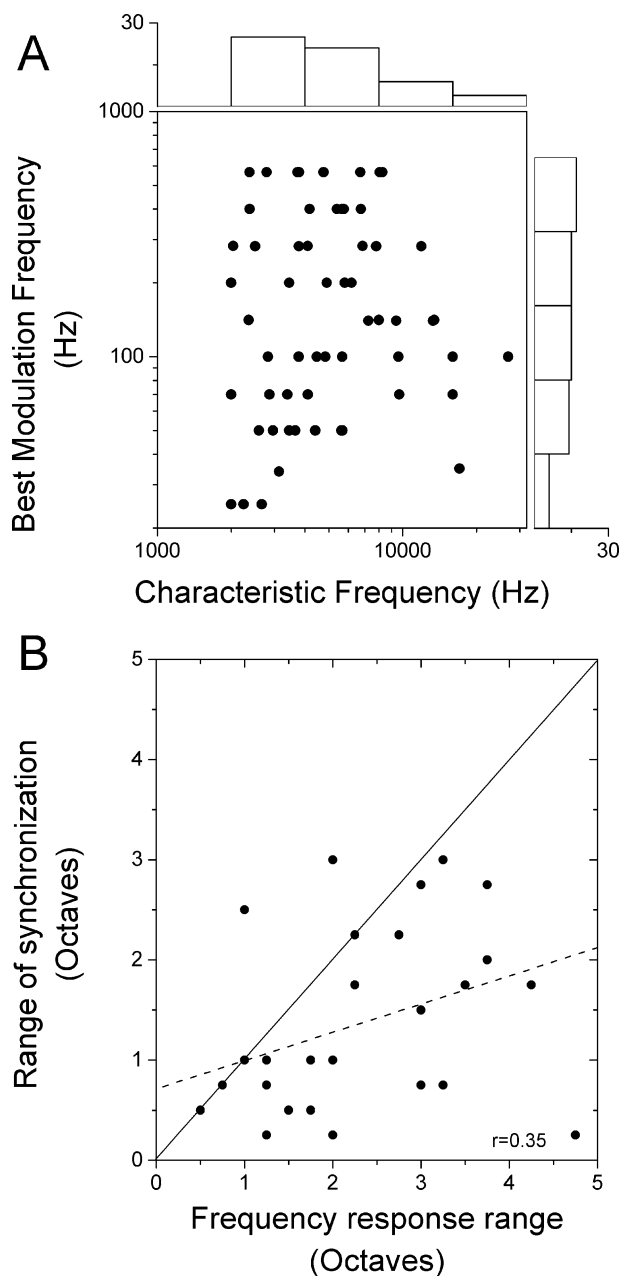 A
30
1000
100
Best Modulation Frequency
(Hz)
1000
10000
30
Characteristic Frequency (Hz)
B
5
4
3
2
1
0
Range of synchronization
(Octaves)
r=0.35
0
1
2
3
4
5
Frequency response range
(Octaves)